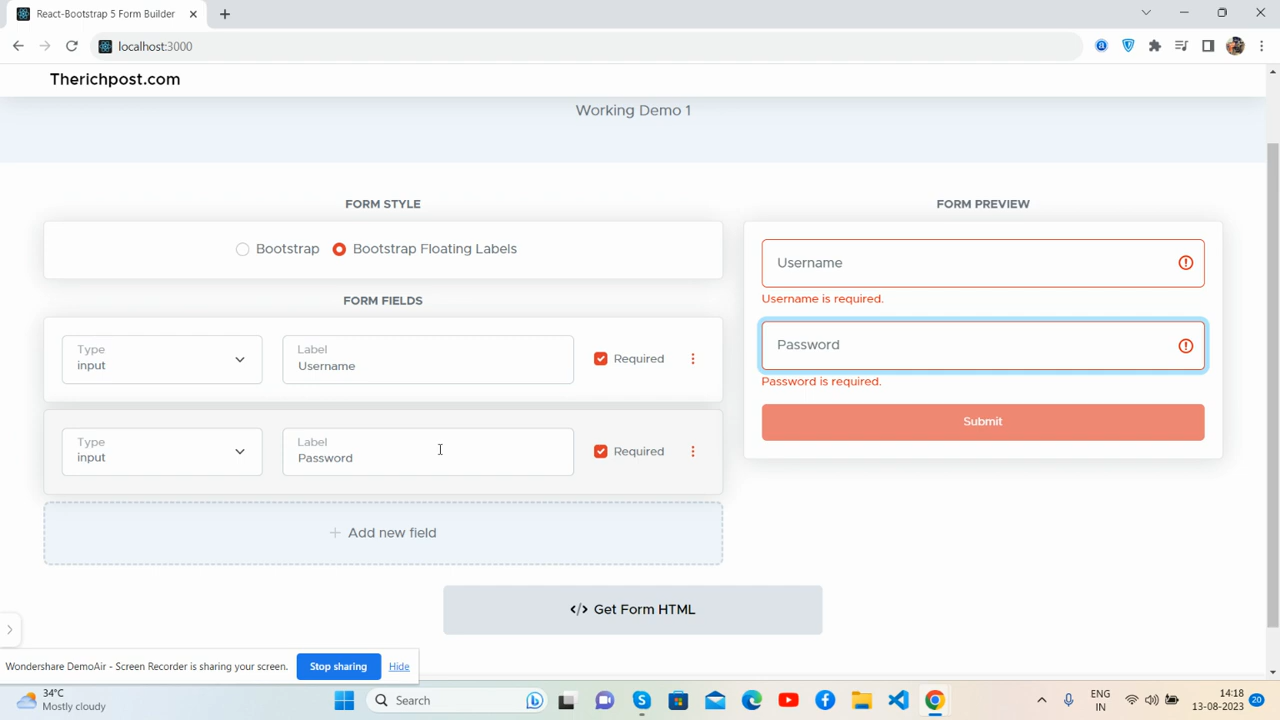 React-Bootstrap 5 Form Builder
localhost:3000
Therichpost.com
Working Demo 1
FORM STYLE
Bootstrap
Bootstrap Floating Labels
FORM FIELDS
Type
input
Label
Username
Required
Type
input
Label
Password
Required
Add new field
FORM PREVIEW
Username
Username is required.
Password
Password is required.
Submit
</> Get Form HTML
Wondershare DemoAir - Screen Recorder is sharing your screen.
Stop sharing
Hide
34°C
Mostly cloudy
Search
ENG
IN
14:18
13-08-2023
20